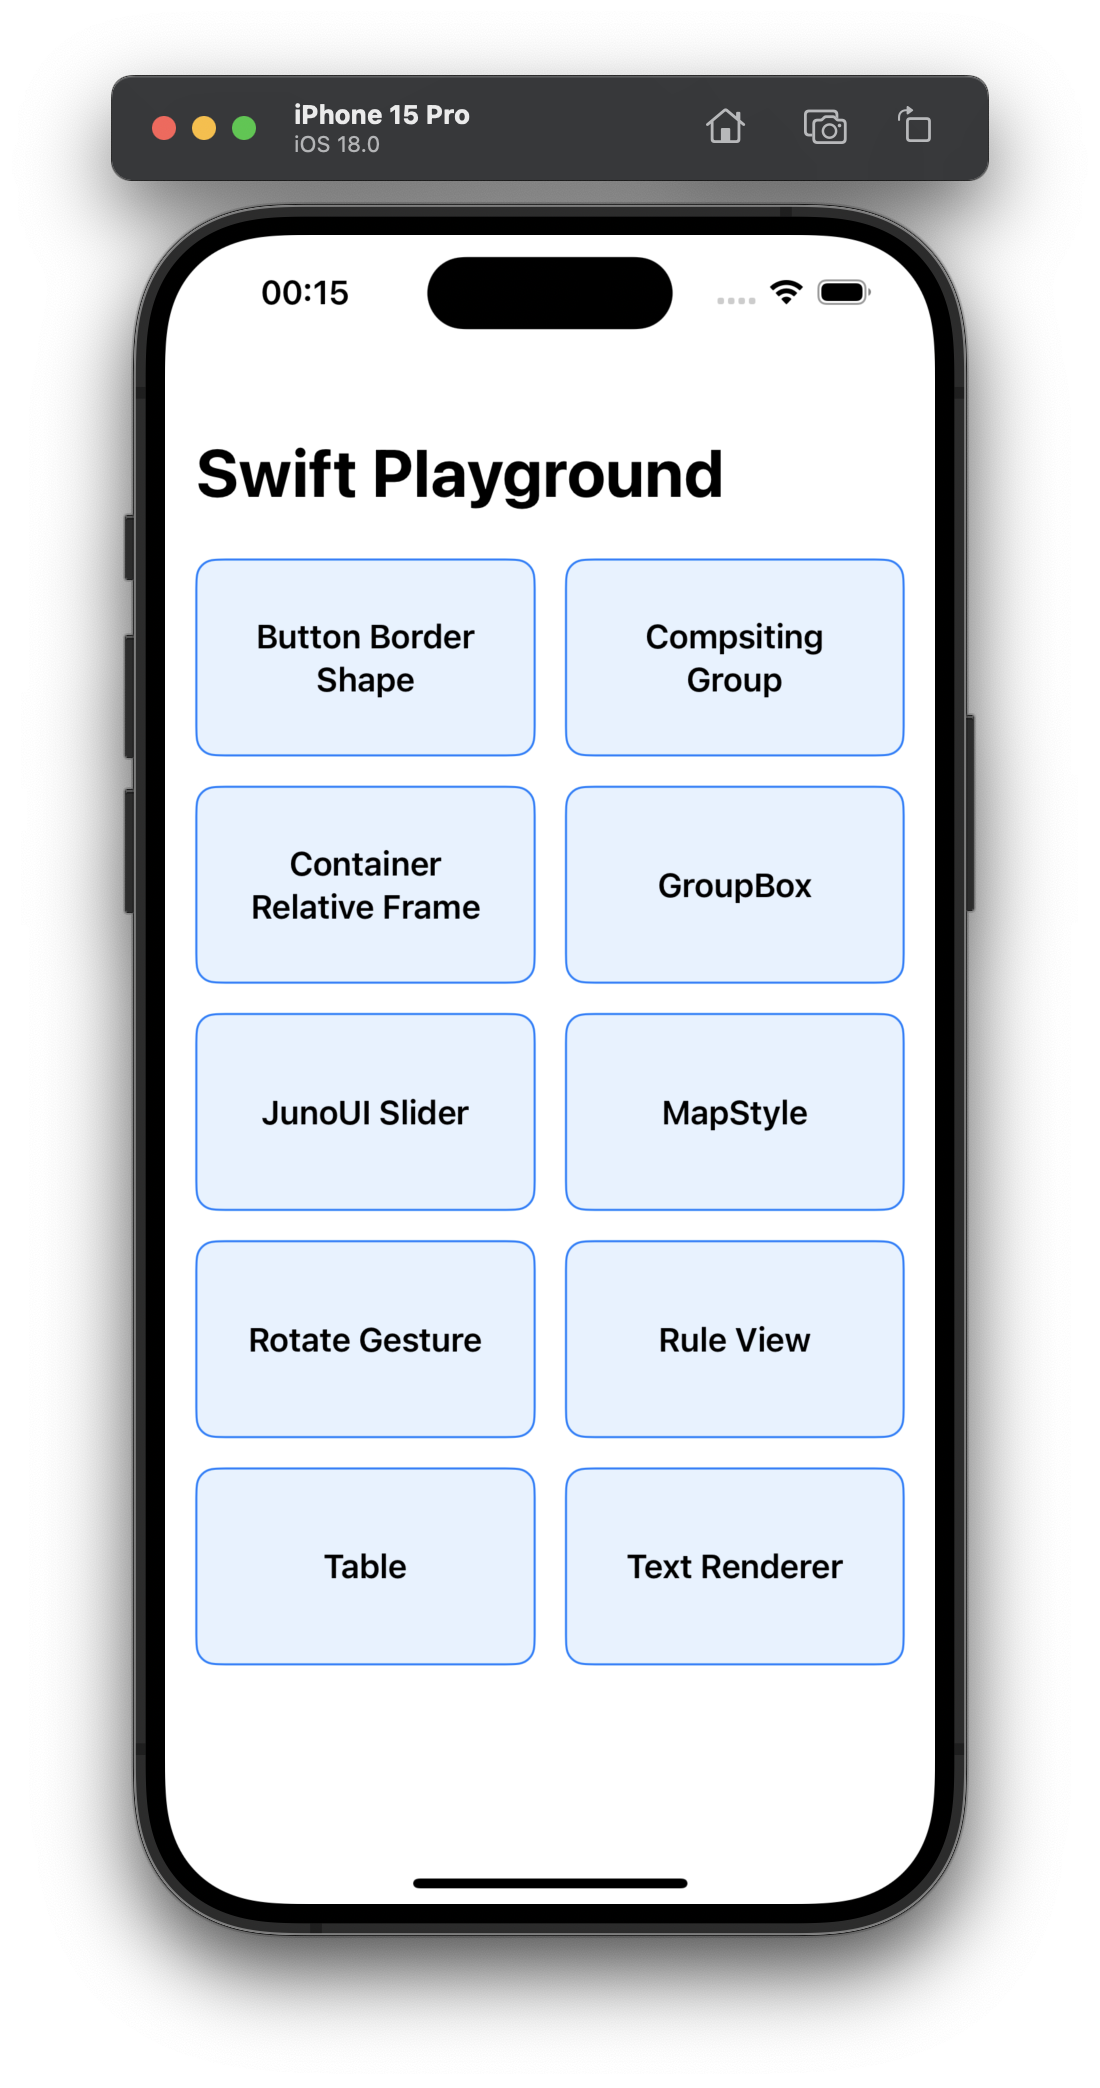 iPhone 15 Pro
iOS 18.0
00:15
Swift Playground
Button Border
Shape
Compsiting
Group
Container
Relative Frame
GroupBox
JunoUI Slider
MapStyle
Rotate Gesture
Rule View
Table
Text Renderer